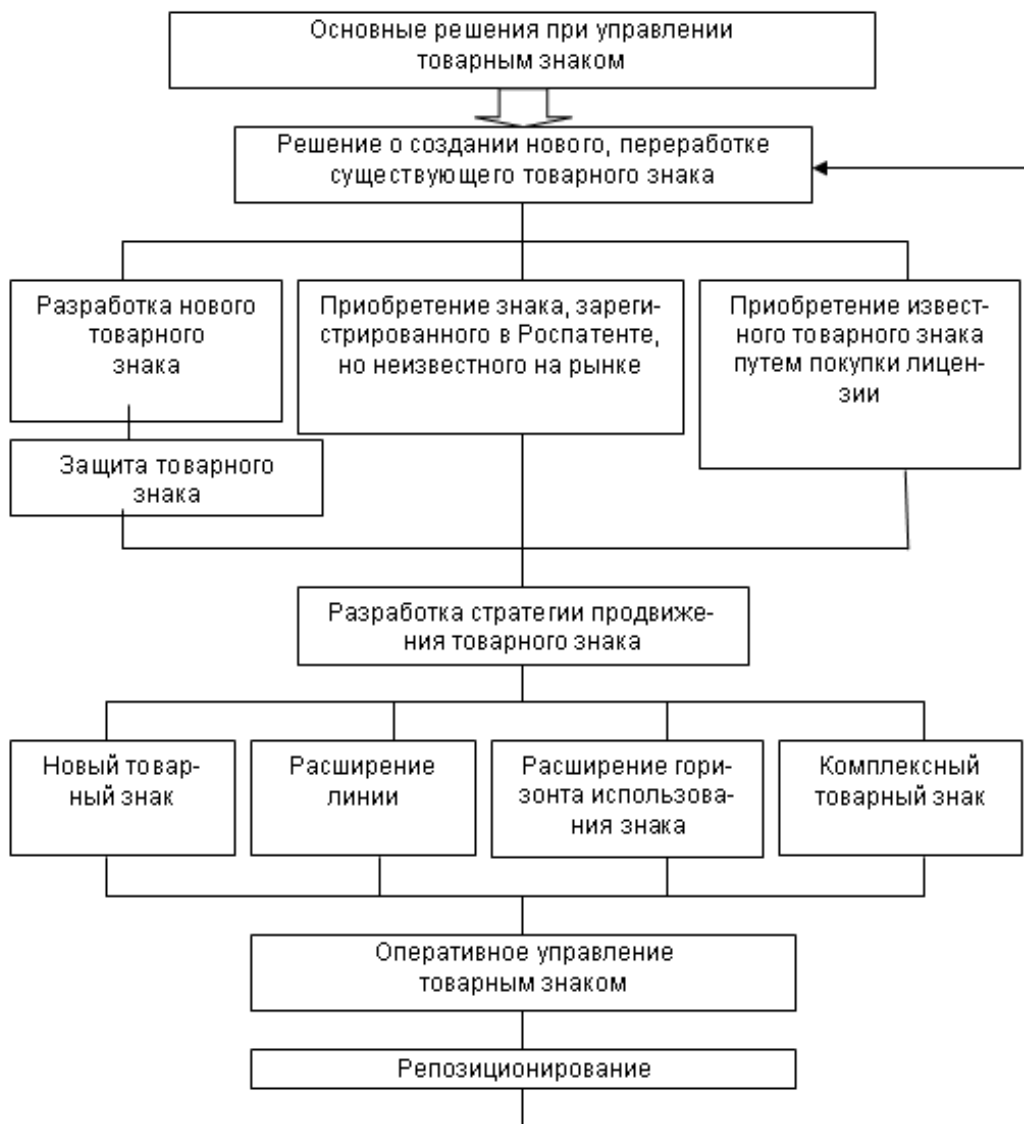 Основные решения при управлении
товарным знаком
Решение о создании нового, переработке
существующего товарного знака
Разработка нового
товарного
знака
Приобретение знака, зареги-
стрированного в Роспатенте,
но неизвестного на рынке
Приобретение извест-
ного товарного знака
путем покупки лицен-
зии
Защита товарного
знака
Разработка стратегии продвиже-
ния товарного знака
Новый товар-
ный знак
Расширение
линии
Расширение гори-
зонта использова-
ния знака
Комплексный
товарный знак
Оперативное управление
товарным знаком
Репозиционирование